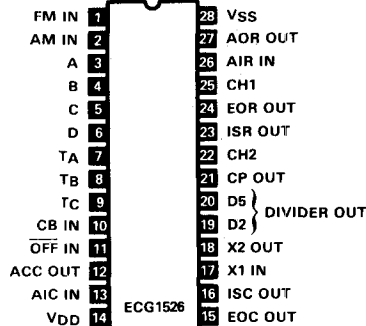 FM IN 1 28 VSS
AM IN 2 27 AOR OUT
A 3 26 AIR IN
B 4 25 CH1
C 5 24 EOR OUT
D 6 23 ISR OUT
TA 7 22 CH2
TB 8 21 CP OUT
TC 9 20 D5
DIVIDER OUT
CB IN 10 19 D2
OFF IN 11 18 X2 OUT
ACC OUT 12 17 X1 IN
AIC IN 13 16 ISC OUT
VDD 14 ECG1526 15 EOC OUT